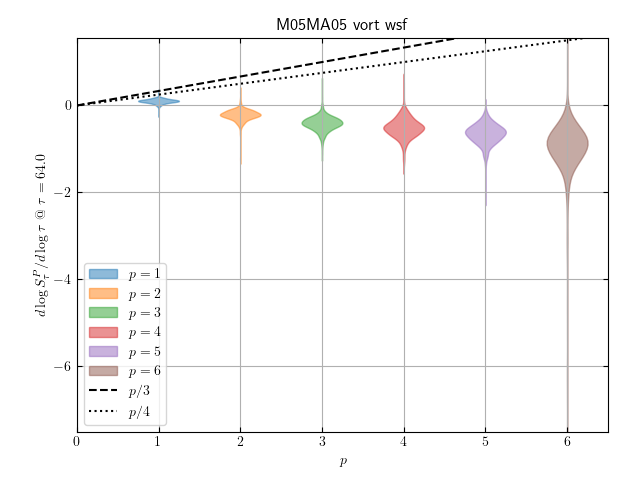 M05MA05 vort wsf
d log S_τ^P / d log τ @ τ = 64.0
0
−2
−4
−6
p = 1
p = 2
p = 3
p = 4
p = 5
p = 6
p/3
p/4
0 1 2 3 4 5 6
p